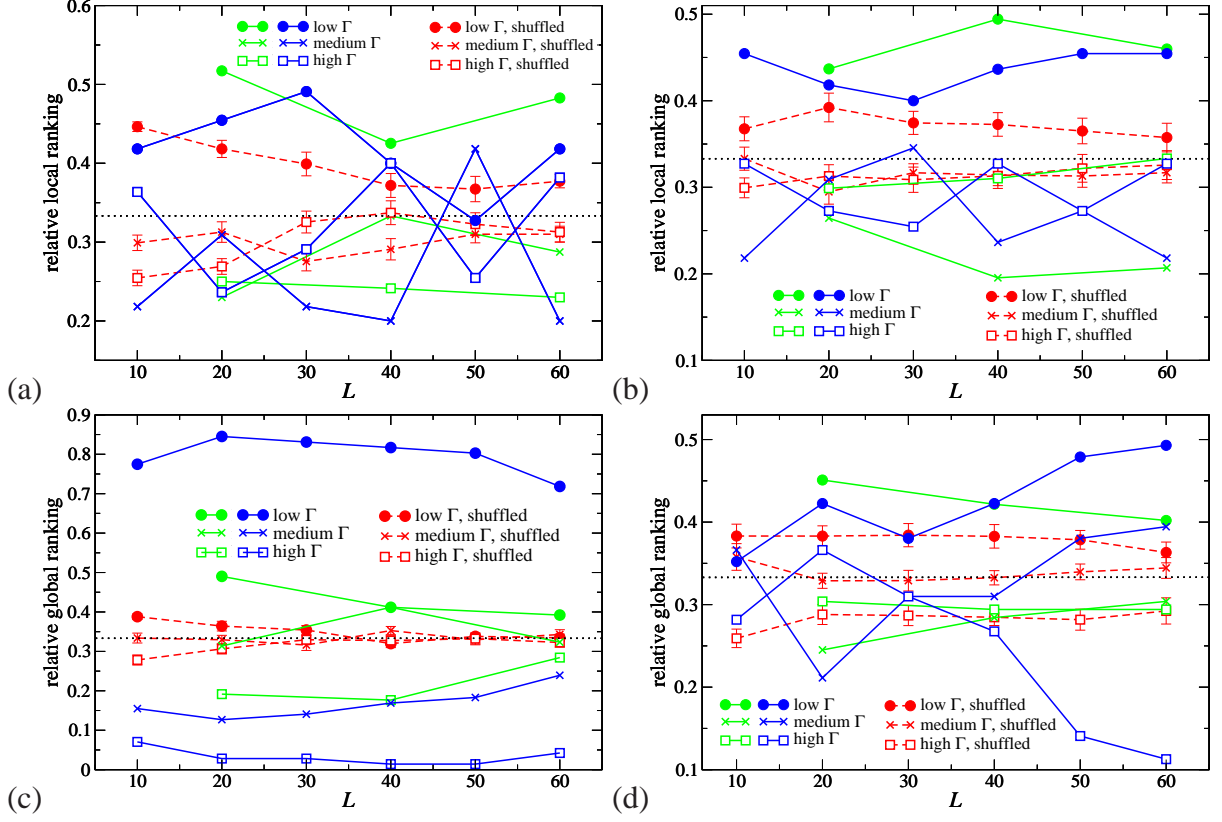 0.6
0.5
0.4
0.3
0.2
relative local ranking
low Γ
medium Γ
high Γ
low Γ, shuffled
medium Γ, shuffled
high Γ, shuffled
10 20 30 40 50 60
L
(a)
0.5
0.4
0.3
0.2
0.1
relative local ranking
low Γ
medium Γ
high Γ
low Γ, shuffled
medium Γ, shuffled
high Γ, shuffled
10 20 30 40 50 60
L
(b)
0.9
0.8
0.7
0.6
0.5
0.4
0.3
0.2
0.1
0
relative global ranking
low Γ
medium Γ
high Γ
low Γ, shuffled
medium Γ, shuffled
high Γ, shuffled
10 20 30 40 50 60
L
(c)
0.5
0.4
0.3
0.2
0.1
relative global ranking
low Γ
medium Γ
high Γ
low Γ, shuffled
medium Γ, shuffled
high Γ, shuffled
10 20 30 40 50 60
L
(d)